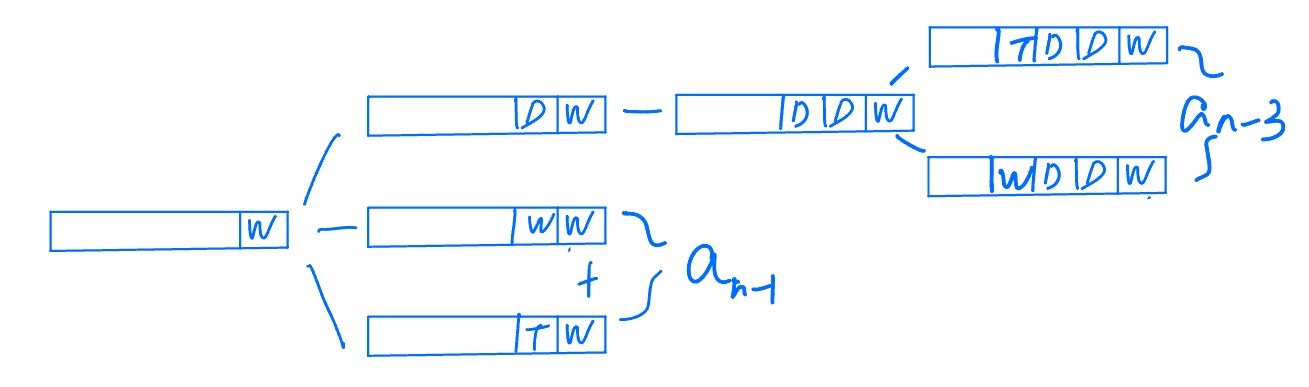 T D D W
D W
D D W
a_{n-3}
W D D W
W
W W
+
a_{n-1}
T W